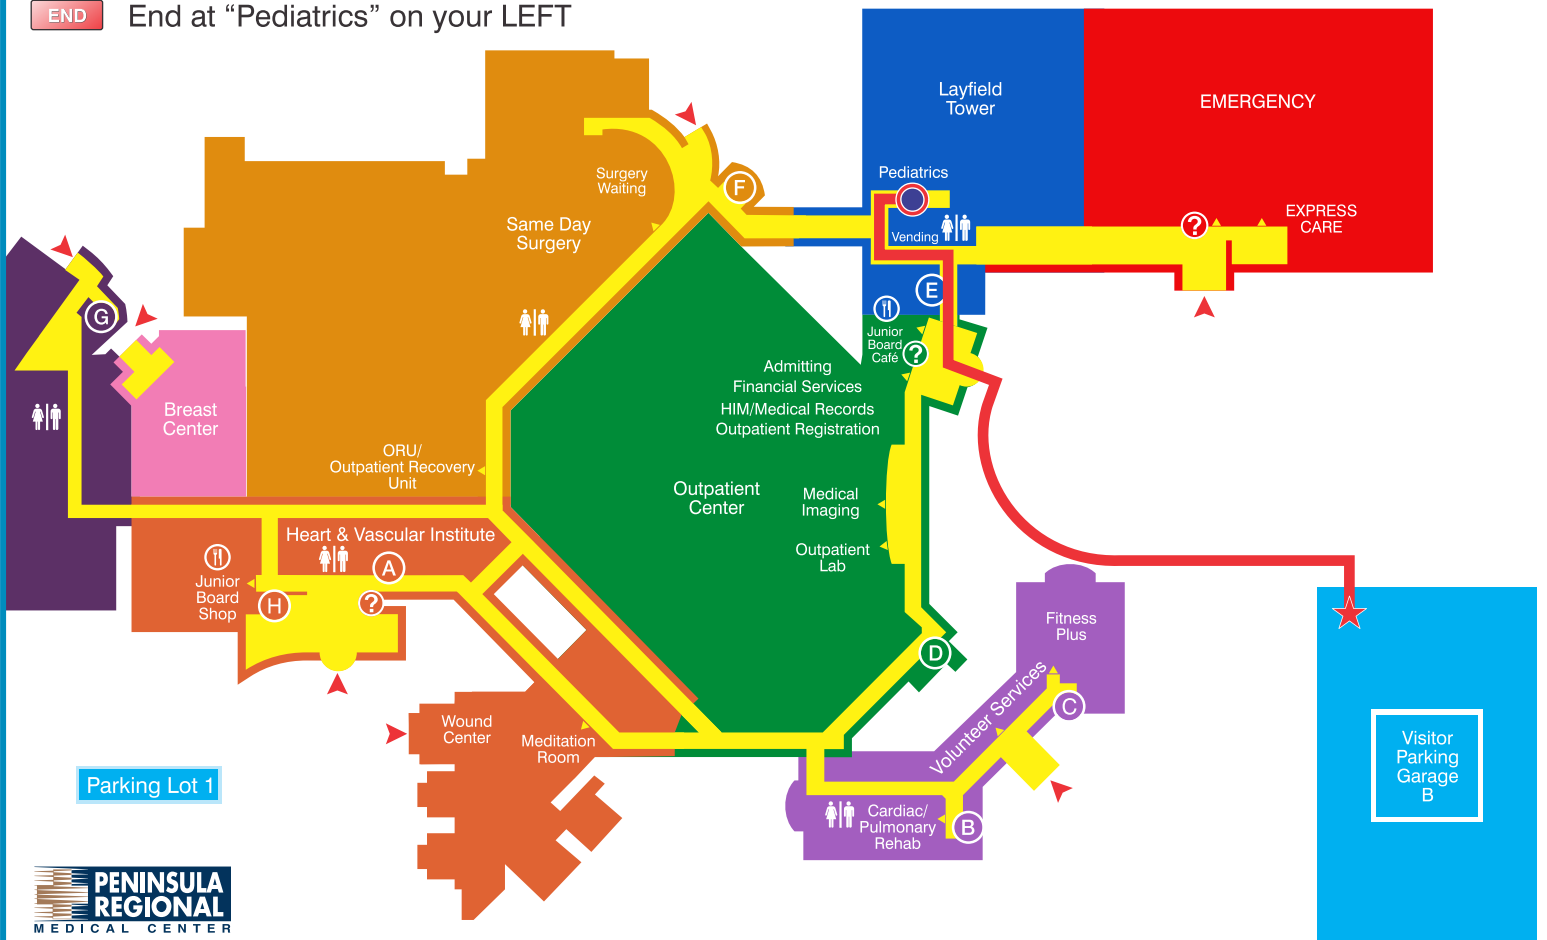 END
End at “Pediatrics” on your LEFT
Layfield
Tower
EMERGENCY
Pediatrics
Surgery
Waiting
F
Same Day
Surgery
Vending
?
EXPRESS
CARE
G
E
Junior
Board
Café
?
Admitting
Financial Services
HIM/Medical Records
Outpatient Registration
Breast
Center
ORU/
Outpatient Recovery
Unit
Outpatient
Center
Medical
Imaging
Outpatient
Lab
Heart & Vascular Institute
A
Junior
Board
Shop
H
?
D
Fitness
Plus
Volunteer Services
C
Wound
Center
Meditation
Room
Cardiac/
Pulmonary
Rehab
B
Visitor
Parking
Garage
B
Parking Lot 1
PENINSULA
REGIONAL
MEDICAL CENTER